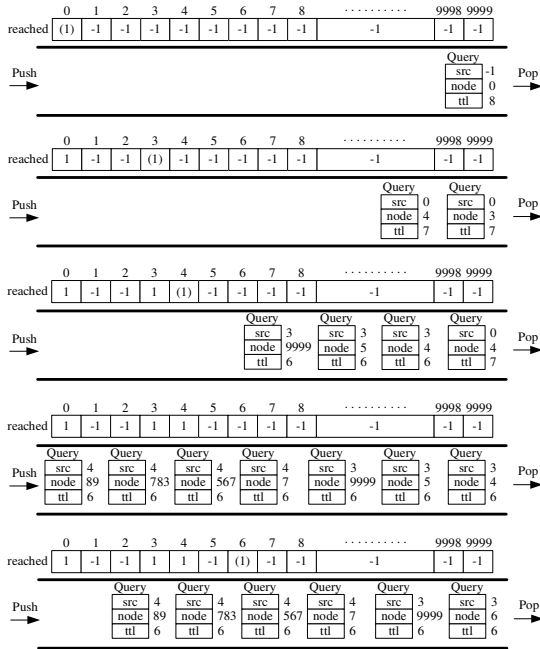 0 1 2 3 4 5 6 7 8 .......... 9998 9999
reached (1) -1 -1 -1 -1 -1 -1 -1 -1 -1 -1 -1
Query
Push src -1 Pop
node 0
ttl 8
0 1 2 3 4 5 6 7 8 .......... 9998 9999
reached 1 -1 -1 (1) -1 -1 -1 -1 -1 -1 -1 -1
Query Query
Push src 0 src 0 Pop
node 4 node 3
ttl 7 ttl 7
0 1 2 3 4 5 6 7 8 .......... 9998 9999
reached 1 -1 -1 1 (1) -1 -1 -1 -1 -1 -1 -1
Query Query Query Query
Push src 3 src 3 src 3 src 0 Pop
node 9999 node 5 node 4 node 4
ttl 6 ttl 6 ttl 6 ttl 7
0 1 2 3 4 5 6 7 8 .......... 9998 9999
reached 1 -1 -1 1 1 -1 -1 -1 -1 -1 -1 -1
Query Query Query Query Query Query Query
Push src 4 src 4 src 4 src 4 src 3 src 3 src 3 Pop
node 89 node 783 node 567 node 7 node 9999 node 5 node 4
ttl 6 ttl 6 ttl 6 ttl 6 ttl 6 ttl 6 ttl 6
0 1 2 3 4 5 6 7 8 .......... 9998 9999
reached 1 -1 -1 1 1 -1 (1) -1 -1 -1 -1 -1
Query Query Query Query Query Query
Push src 4 src 4 src 4 src 4 src 3 src 3 Pop
node 89 node 783 node 567 node 7 node 9999 node 6
ttl 6 ttl 6 ttl 6 ttl 6 ttl 6 ttl 6